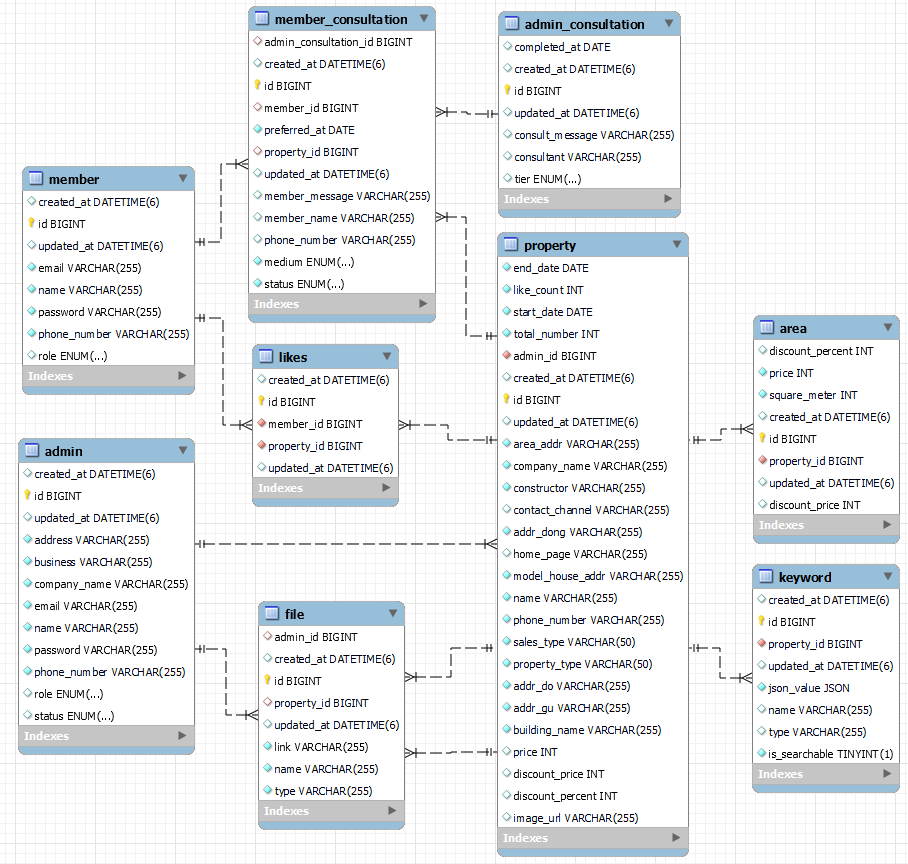 member_consultation
admin_consultation_id BIGINT
created_at DATETIME(6)
id BIGINT
member_id BIGINT
preferred_at DATE
property_id BIGINT
updated_at DATETIME(6)
member_message VARCHAR(255)
member_name VARCHAR(255)
phone_number VARCHAR(255)
medium ENUM(...)
status ENUM(...)
Indexes
admin_consultation
completed_at DATE
created_at DATETIME(6)
id BIGINT
updated_at DATETIME(6)
consult_message VARCHAR(255)
consultant VARCHAR(255)
tier ENUM(...)
Indexes
member
created_at DATETIME(6)
id BIGINT
updated_at DATETIME(6)
email VARCHAR(255)
name VARCHAR(255)
password VARCHAR(255)
phone_number VARCHAR(255)
role ENUM(...)
Indexes
property
end_date DATE
like_count INT
start_date DATE
total_number INT
admin_id BIGINT
created_at DATETIME(6)
id BIGINT
updated_at DATETIME(6)
area_addr VARCHAR(255)
company_name VARCHAR(255)
constructor VARCHAR(255)
contact_channel VARCHAR(255)
addr_dong VARCHAR(255)
home_page VARCHAR(255)
model_house_addr VARCHAR(255)
name VARCHAR(255)
phone_number VARCHAR(255)
sales_type VARCHAR(50)
property_type VARCHAR(50)
addr_do VARCHAR(255)
addr_gu VARCHAR(255)
building_name VARCHAR(255)
price INT
discount_price INT
discount_percent INT
image_url VARCHAR(255)
Indexes
area
discount_percent INT
price INT
square_meter INT
created_at DATETIME(6)
id BIGINT
property_id BIGINT
updated_at DATETIME(6)
discount_price INT
Indexes
likes
created_at DATETIME(6)
id BIGINT
member_id BIGINT
property_id BIGINT
updated_at DATETIME(6)
Indexes
admin
created_at DATETIME(6)
id BIGINT
updated_at DATETIME(6)
address VARCHAR(255)
business VARCHAR(255)
company_name VARCHAR(255)
email VARCHAR(255)
name VARCHAR(255)
password VARCHAR(255)
phone_number VARCHAR(255)
role ENUM(...)
status ENUM(...)
Indexes
file
admin_id BIGINT
created_at DATETIME(6)
id BIGINT
property_id BIGINT
updated_at DATETIME(6)
link VARCHAR(255)
name VARCHAR(255)
type VARCHAR(255)
Indexes
keyword
created_at DATETIME(6)
id BIGINT
property_id BIGINT
updated_at DATETIME(6)
json_value JSON
name VARCHAR(255)
type VARCHAR(255)
is_searchable TINYINT(1)
Indexes